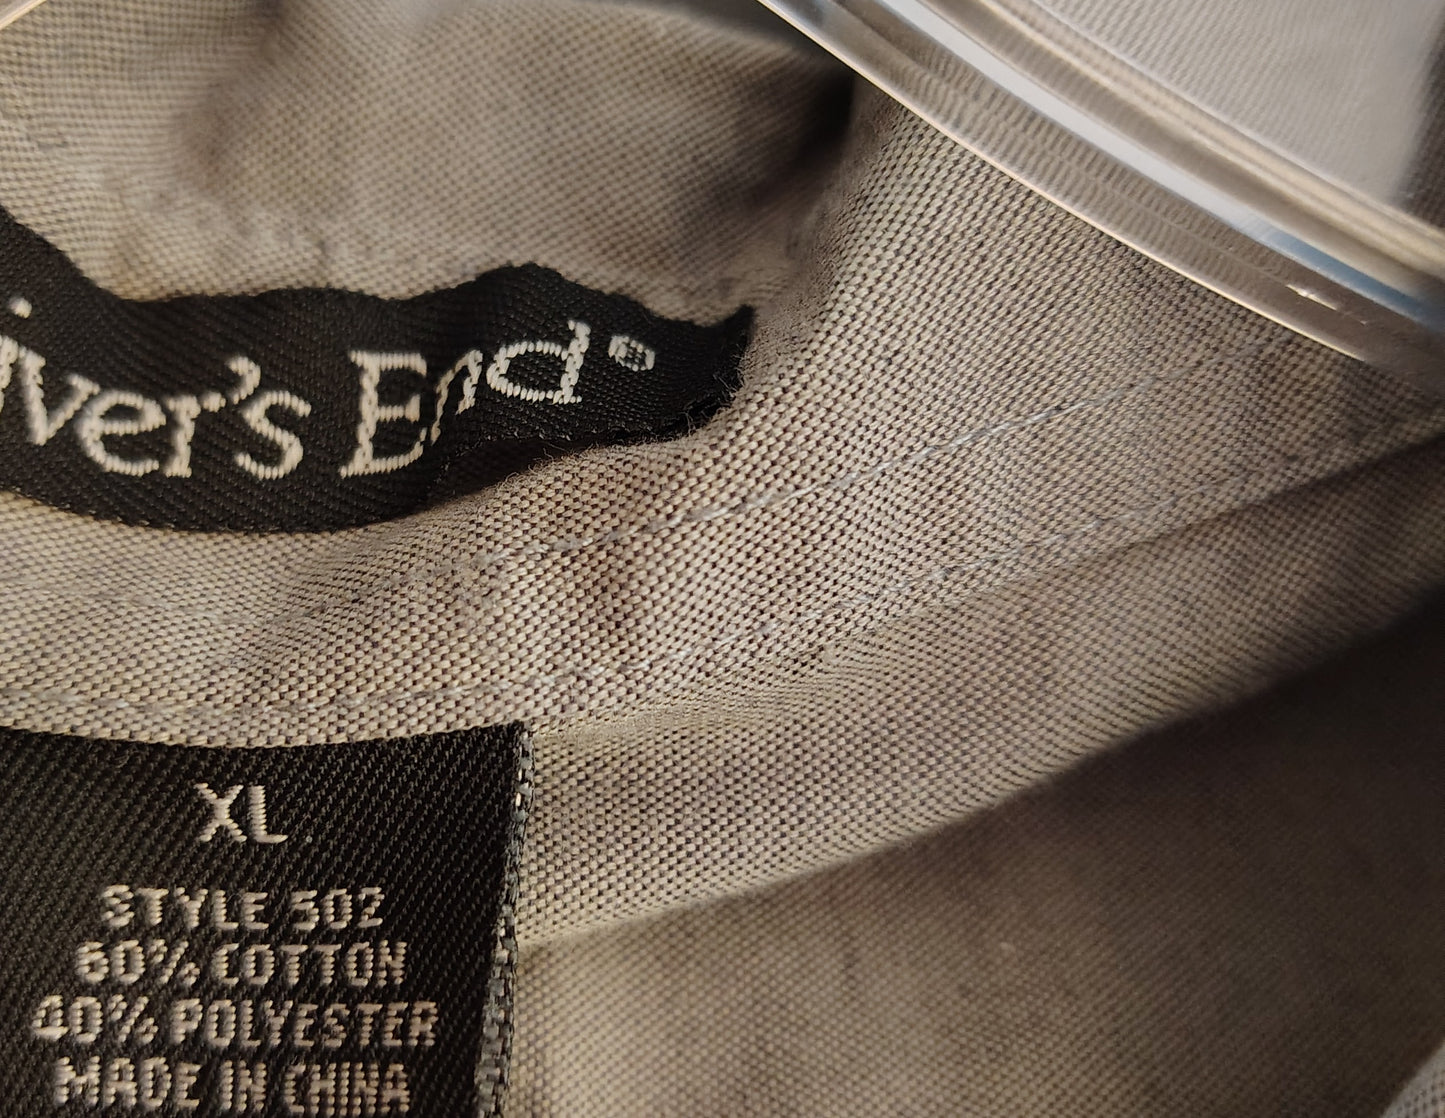 iver's End®
XL
STYLE 502
60% COTTON
40% POLYESTER
MADE IN CHINA